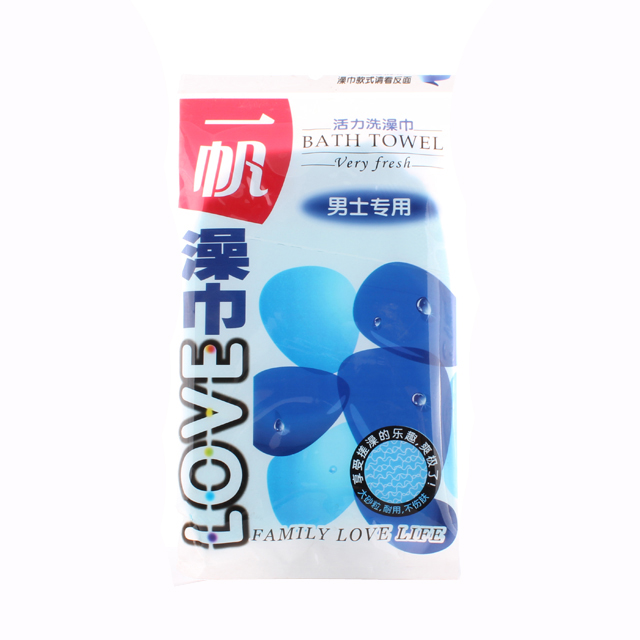 澡巾款式请看反面
一帆
活力洗澡巾
BATH TOWEL
Very fresh
男士专用
澡巾
LOVE
享受搓澡的乐趣,爽极了!
大砂粒,耐用,不伤肤
FAMILY LOVE LIFE